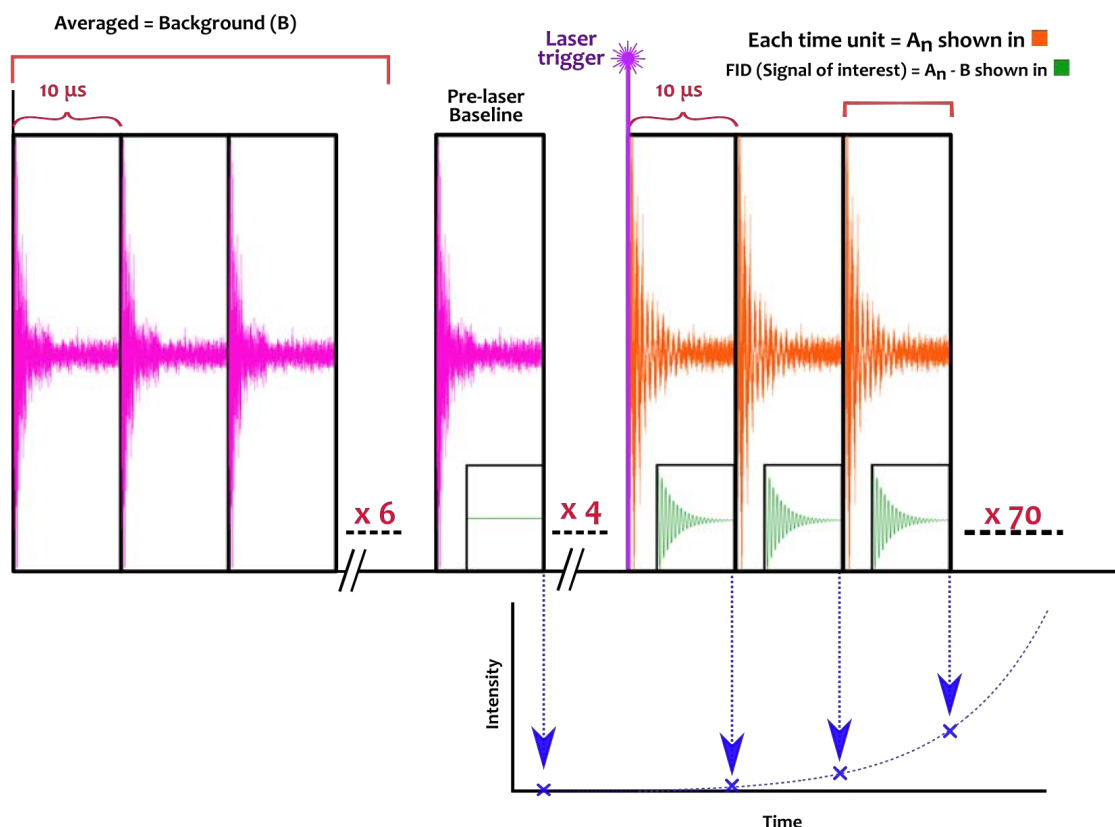 Averaged = Background (B)
Laser
trigger
Each time unit = An shown in
FID (Signal of interest) = An - B shown in
10 µs
Pre-laser
Baseline
10 µs
x 6
x 4
x 70
Intensity
Time